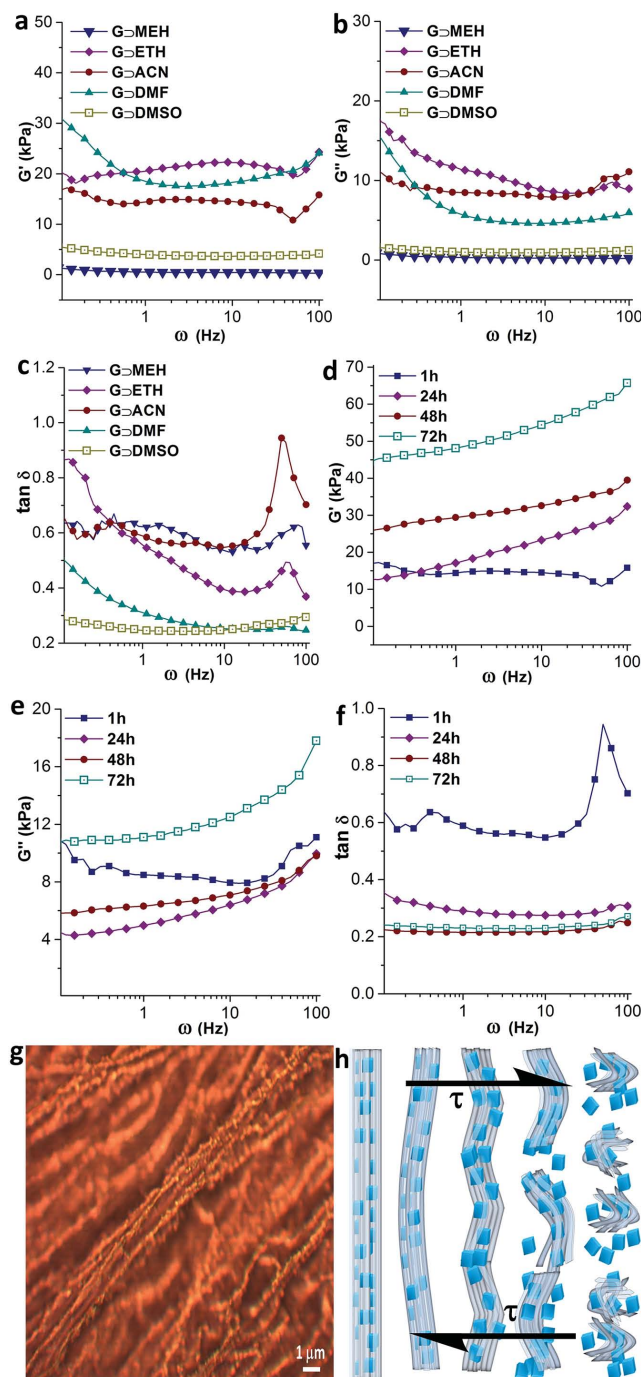 a
G⊃MEH
G⊃ETH
G⊃ACN
G⊃DMF
G⊃DMSO
50
40
30
20
10
0
G' (kPa)
1
10
100
ω (Hz)
b
G⊃MEH
G⊃ETH
G⊃ACN
G⊃DMF
G⊃DMSO
30
20
10
0
G'' (kPa)
1
10
100
ω (Hz)
c
G⊃MEH
G⊃ETH
G⊃ACN
G⊃DMF
G⊃DMSO
1.2
1.0
0.8
0.6
0.4
0.2
tan δ
1
10
100
ω (Hz)
d
1h
24h
48h
72h
70
60
50
40
30
20
10
0
G' (kPa)
1
10
100
ω (Hz)
e
1h
24h
48h
72h
20
16
12
8
4
G'' (kPa)
1
10
100
ω (Hz)
f
1h
24h
48h
72h
1.0
0.8
0.6
0.4
0.2
0.0
tan δ
1
10
100
ω (Hz)
g
1 μm
h
τ
τ